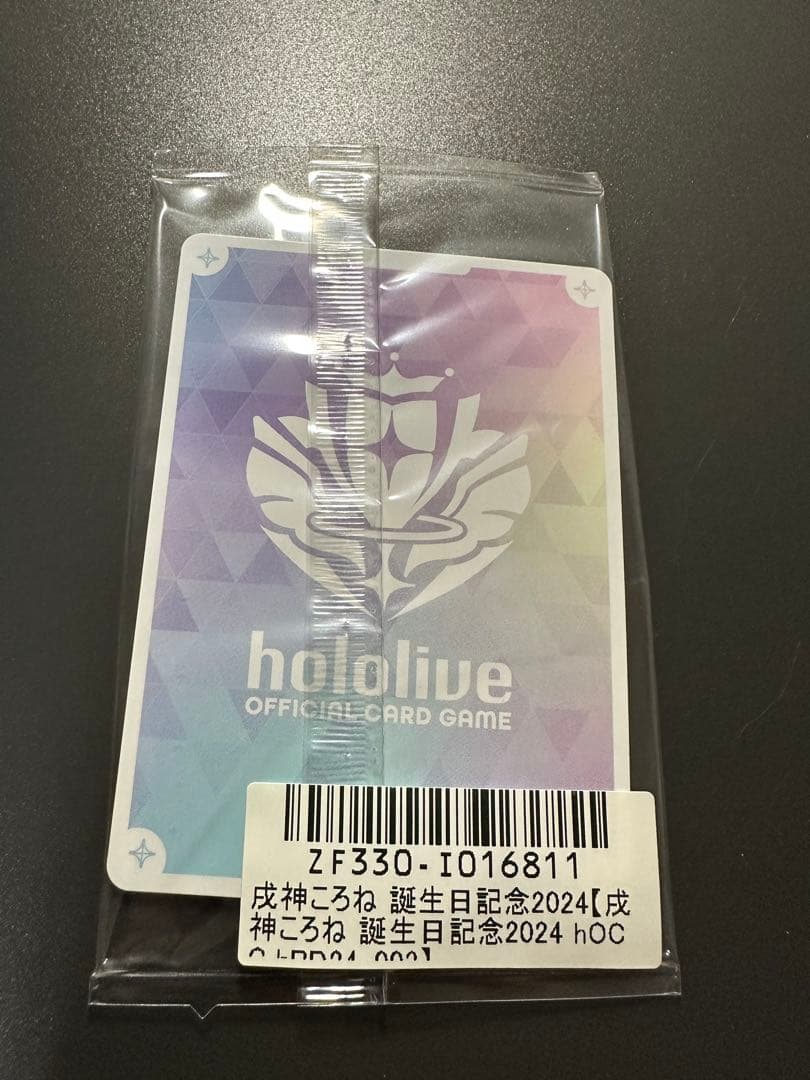 hololive
OFFICIAL CARD GAME
ZF330-I016811
戌神ころね 誕生日記念2024【戌
神ころね 誕生日記念2024 hOC